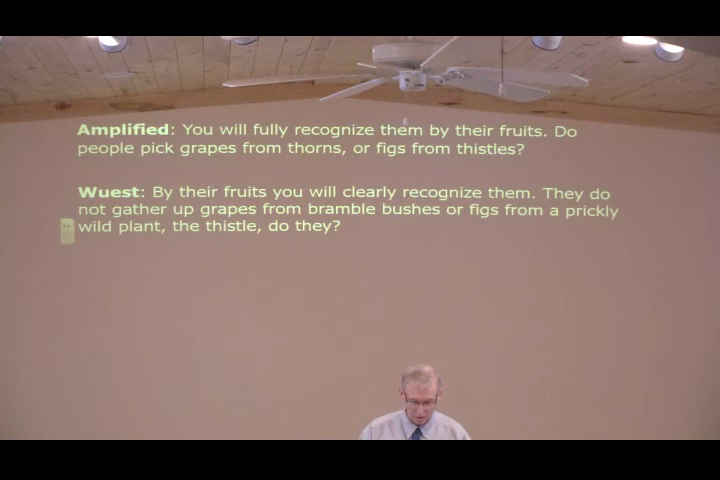 Amplified: You will fully recognize them by their fruits. Do
people pick grapes from thorns, or figs from thistles?
Wuest: By their fruits you will clearly recognize them. They do
not gather up grapes from bramble bushes or figs from a prickly
wild plant, the thistle, do they?